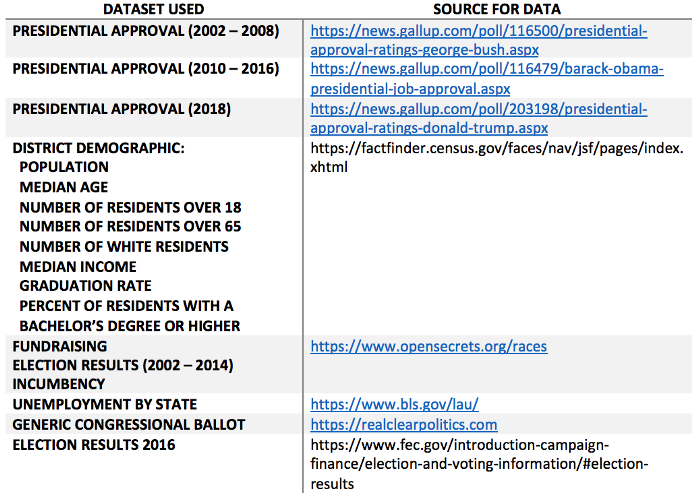 DATASET USED SOURCE FOR DATA
PRESIDENTIAL APPROVAL (2002 – 2008) https://news.gallup.com/poll/116500/presidential-
approval-ratings-george-bush.aspx
PRESIDENTIAL APPROVAL (2010 – 2016) https://news.gallup.com/poll/116479/barack-obama-
presidential-job-approval.aspx
PRESIDENTIAL APPROVAL (2018) https://news.gallup.com/poll/203198/presidential-
approval-ratings-donald-trump.aspx
DISTRICT DEMOGRAPHIC: https://factfinder.census.gov/faces/nav/jsf/pages/index.
POPULATION xhtml
MEDIAN AGE
NUMBER OF RESIDENTS OVER 18
NUMBER OF RESIDENTS OVER 65
NUMBER OF WHITE RESIDENTS
MEDIAN INCOME
GRADUATION RATE
PERCENT OF RESIDENTS WITH A
BACHELOR'S DEGREE OR HIGHER
FUNDRAISING https://www.opensecrets.org/races
ELECTION RESULTS (2002 – 2014)
INCUMBENCY
UNEMPLOYMENT BY STATE https://www.bls.gov/lau/
GENERIC CONGRESSIONAL BALLOT https://realclearpolitics.com
ELECTION RESULTS 2016 https://www.fec.gov/introduction-campaign-
finance/election-and-voting-information/#election-
results